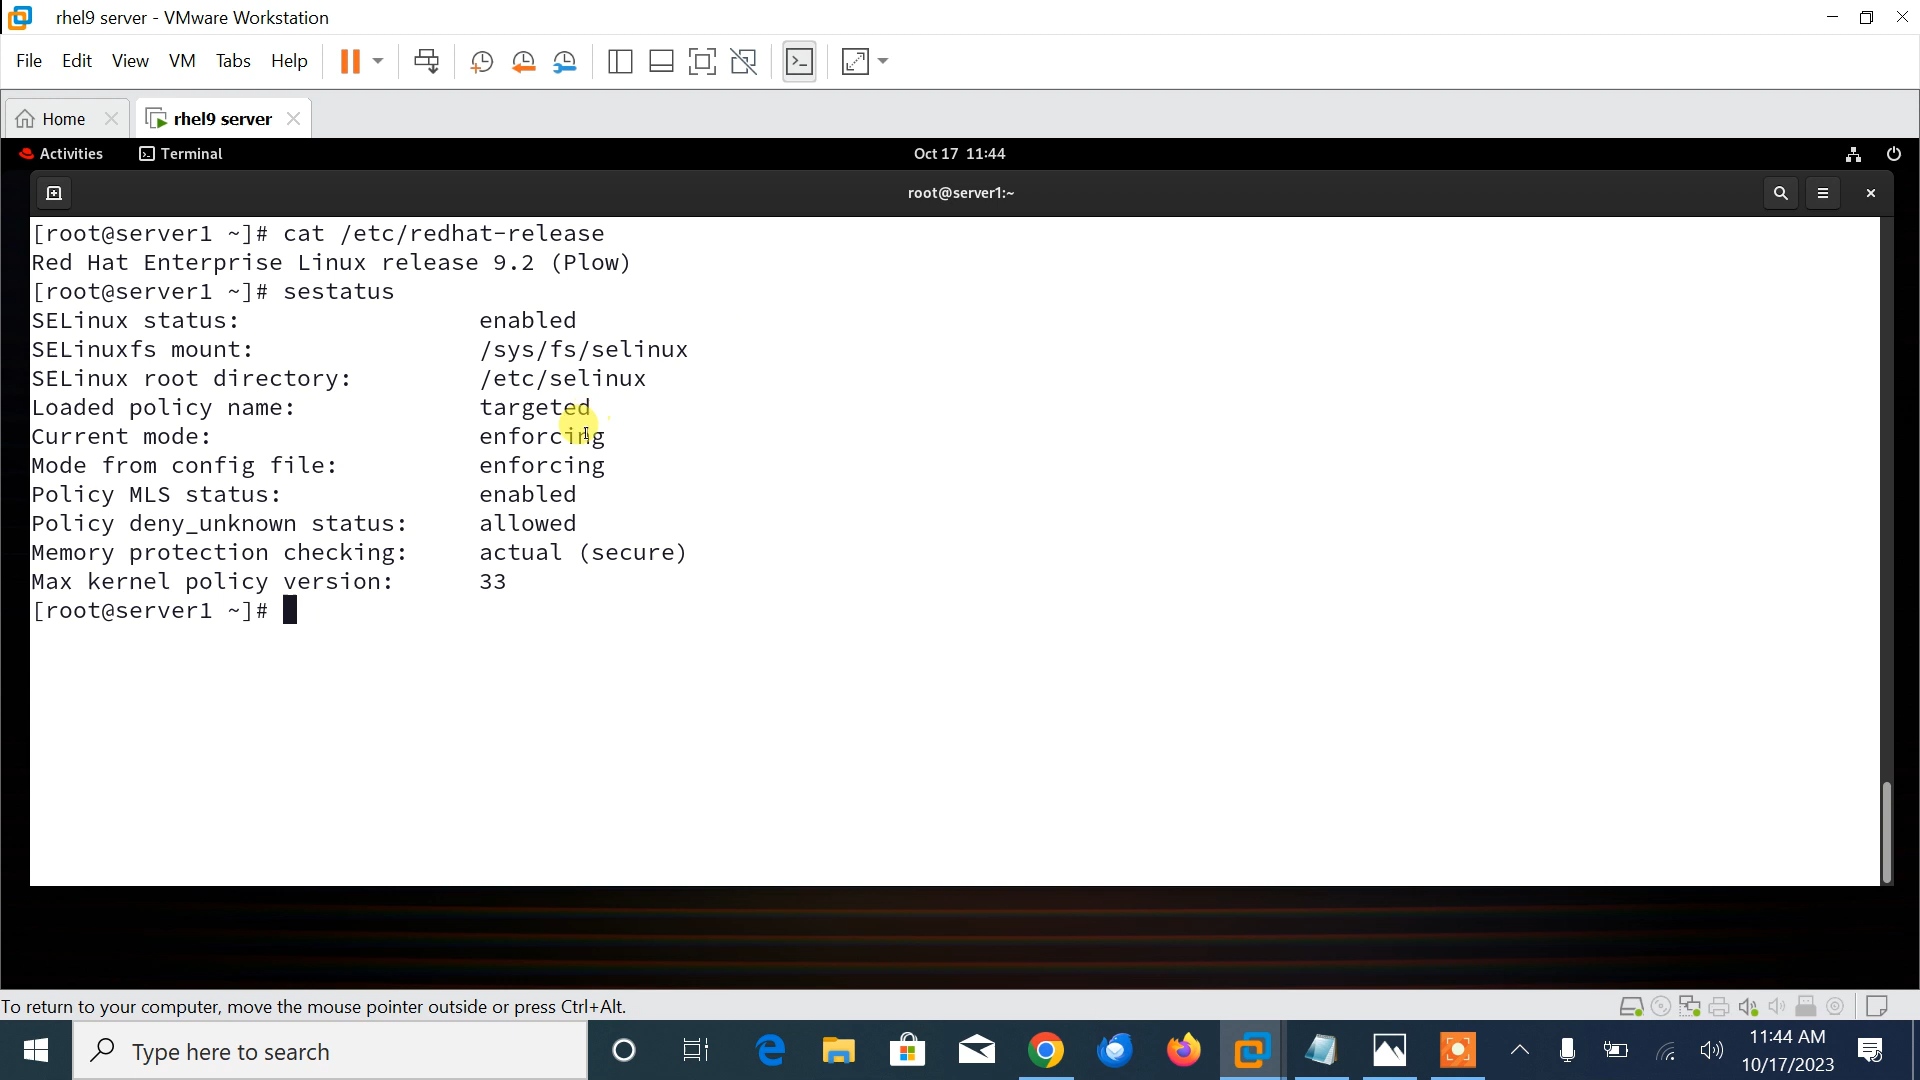 rhel9 server - VMware Workstation
File Edit View VM Tabs Help
Home rhel9 server
Activities Terminal Oct 17 11:44
root@server1:~
[root@server1 ~]# cat /etc/redhat-release
Red Hat Enterprise Linux release 9.2 (Plow)
[root@server1 ~]# sestatus
SELinux status: enabled
SELinuxfs mount: /sys/fs/selinux
SELinux root directory: /etc/selinux
Loaded policy name: targeted
Current mode: enforcing
Mode from config file: enforcing
Policy MLS status: enabled
Policy deny_unknown status: allowed
Memory protection checking: actual (secure)
Max kernel policy version: 33
[root@server1 ~]#
To return to your computer, move the mouse pointer outside or press Ctrl+Alt.
Type here to search
11:44 AM
10/17/2023